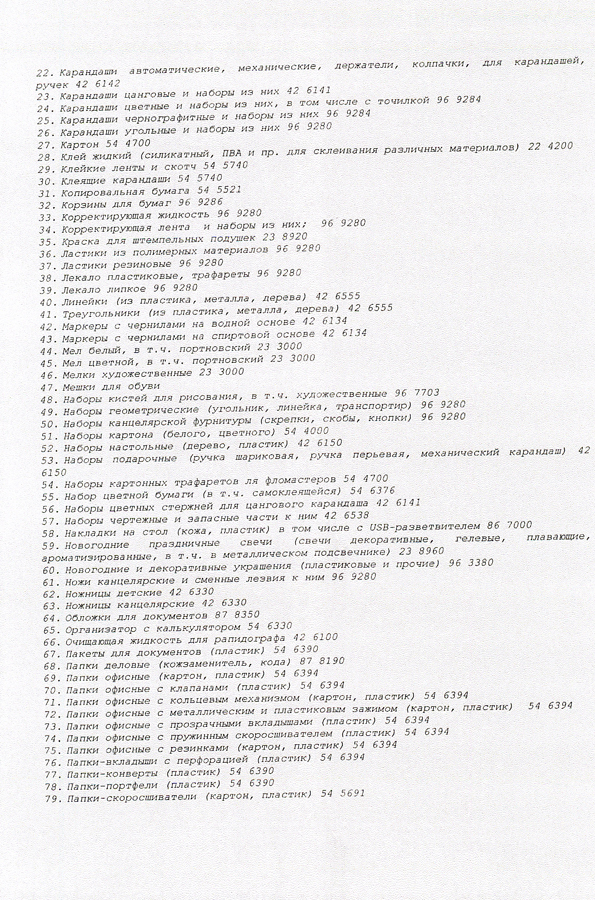 22. Карандаши автоматические, механические, держатели, колпачки, для карандашей,
ручек 42 6142
23. Карандаши цанговые и наборы из них 42 6141
24. Карандаши цветные и наборы из них, в том числе с точилкой 96 9284
25. Карандаши чернографитные и наборы из них 96 9284
26. Карандаши угольные и наборы из них 96 9280
27. Картон 54 4700
28. Клей жидкий (силикатный, ПВА и пр. для склеивания различных материалов) 22 4200
29. Клейкие ленты и скотч 54 5740
30. Клеящие карандаши 54 5740
31. Копировальная бумага 54 5521
32. Корзины для бумаг 96 9286
33. Корректирующая жидкость 96 9280
34. Корректирующая лента и наборы из них; 96 9280
35. Краска для штемпельных подушек 23 8920
36. Ластики из полимерных материалов 96 9280
37. Ластики резиновые 96 9280
38. Лекало пластиковые, трафареты 96 9280
39. Лекало липкое 96 9280
40. Линейки (из пластика, металла, дерева) 42 6555
41. Треугольники (из пластика, металла, дерева) 42 6555
42. Маркеры с чернилами на водной основе 42 6134
43. Маркеры с чернилами на спиртовой основе 42 6134
44. Мел белый, в т.ч. портновский 23 3000
45. Мел цветной, в т.ч. портновский 23 3000
46. Мелки художественные 23 3000
47. Мешки для обуви
48. Наборы кистей для рисования, в т.ч. художественные 96 7703
49. Наборы геометрические (угольник, линейка, транспортир) 96 9280
50. Наборы канцелярской фурнитуры (скрепки, скобы, кнопки) 96 9280
51. Наборы картона (белого, цветного) 54 4000
52. Наборы настольные (дерево, пластик) 42 6150
53. Наборы подарочные (ручка шариковая, ручка перьевая, механический карандаш) 42
6150
54. Наборы картонных трафаретов ля фломастеров 54 4700
55. Набор цветной бумаги (в т.ч. самоклеящейся) 54 6376
56. Наборы цветных стержней для цангового карандаша 42 6141
57. Наборы чертежные и запасные части к ним 42 6538
58. Накладки на стол (кожа, пластик) в том числе с USB-разветвителем 86 7000
59. Новогодние праздничные свечи (свечи декоративные, гелевые, плавающие,
ароматизированные, в т.ч. в металлическом подсвечнике) 23 8960
60. Новогодние и декоративные украшения (пластиковые и прочие) 96 3380
61. Ножи канцелярские и сменные лезвия к ним 96 9280
62. Ножницы детские 42 6330
63. Ножницы канцелярские 42 6330
64. Обложки для документов 87 8350
65. Организатор с калькулятором 54 6330
66. Очищающая жидкость для рапидографа 42 6100
67. Пакеты для документов (пластик) 54 6390
68. Папки деловые (кожзаменитель, кода) 87 8190
69. Папки офисные (картон, пластик) 54 6394
70. Папки офисные с клапанами (пластик) 54 6394
71. Папки офисные с кольцевым механизмом (картон, пластик) 54 6394
72. Папки офисные с металлическим и пластиковым зажимом (картон, пластик) 54 6394
73. Папки офисные с прозрачными вкладышами (пластик) 54 6394
74. Папки офисные с пружинным скоросшивателем (пластик) 54 6394
75. Папки офисные с резинками (картон, пластик) 54 6394
76. Папки-вкладыши с перфорацией (пластик) 54 6394
77. Папки-конверты (пластик) 54 6390
78. Папки-портфели (пластик) 54 6390
79. Папки-скоросшиватели (картон, пластик) 54 5691